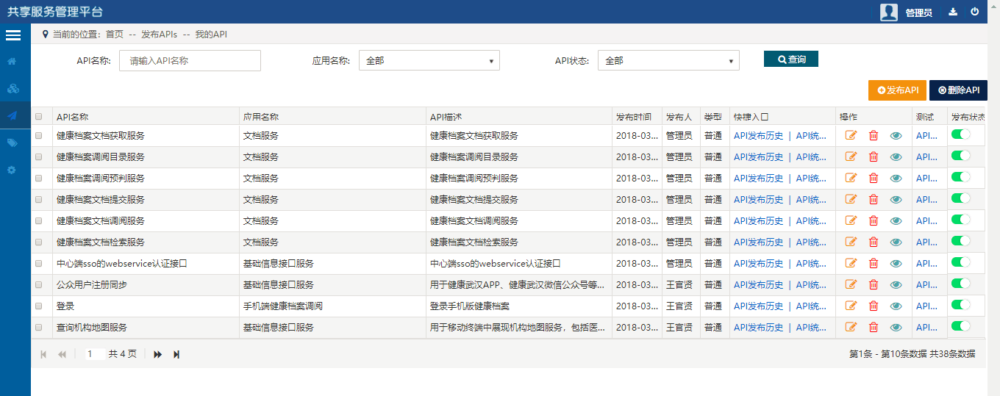 共享服务管理平台 管理员
当前的位置: 首页 -- 发布APIs -- 我的API
API名称: 请输入API名称 应用名称: 全部 API状态: 全部 查询
发布API 删除API
API名称 应用名称 API描述 发布时间 发布人 类型 快捷入口 操作 测试 发布状态
健康档案文档获取服务 文档服务 健康档案文档获取服务 2018-03... 管理员 普通 API发布历史 | API统... API...
健康档案调阅目录服务 文档服务 健康档案调阅目录服务 2018-03... 管理员 普通 API发布历史 | API统... API...
健康档案调阅预判服务 文档服务 健康档案调阅预判服务 2018-03... 管理员 普通 API发布历史 | API统... API...
健康档案文档提交服务 文档服务 健康档案文档提交服务 2018-03... 管理员 普通 API发布历史 | API统... API...
健康档案文档调阅服务 文档服务 健康档案文档调阅服务 2018-03... 管理员 普通 API发布历史 | API统... API...
健康档案文档检索服务 文档服务 健康档案文档检索服务 2018-03... 管理员 普通 API发布历史 | API统... API...
中心端sso的webservice认证接口 基础信息接口服务 中心端sso的webservice认证接口 2018-03... 管理员 普通 API发布历史 | API统... API...
公众用户注册同步 基础信息接口服务 用于健康武汉APP、健康武汉微信公众号等... 2018-03... 王官贤 普通 API发布历史 | API统... API...
登录 手机端健康档案调阅 登录手机版健康档案 2018-03... 王官贤 普通 API发布历史 | API统... API...
查询机构地图服务 基础信息接口服务 用于移动终端中展现机构地图服务，包括医... 2018-03... 王官贤 普通 API发布历史 | API统... API...
1 共 4 页 第1条 - 第10条数据 共38条数据